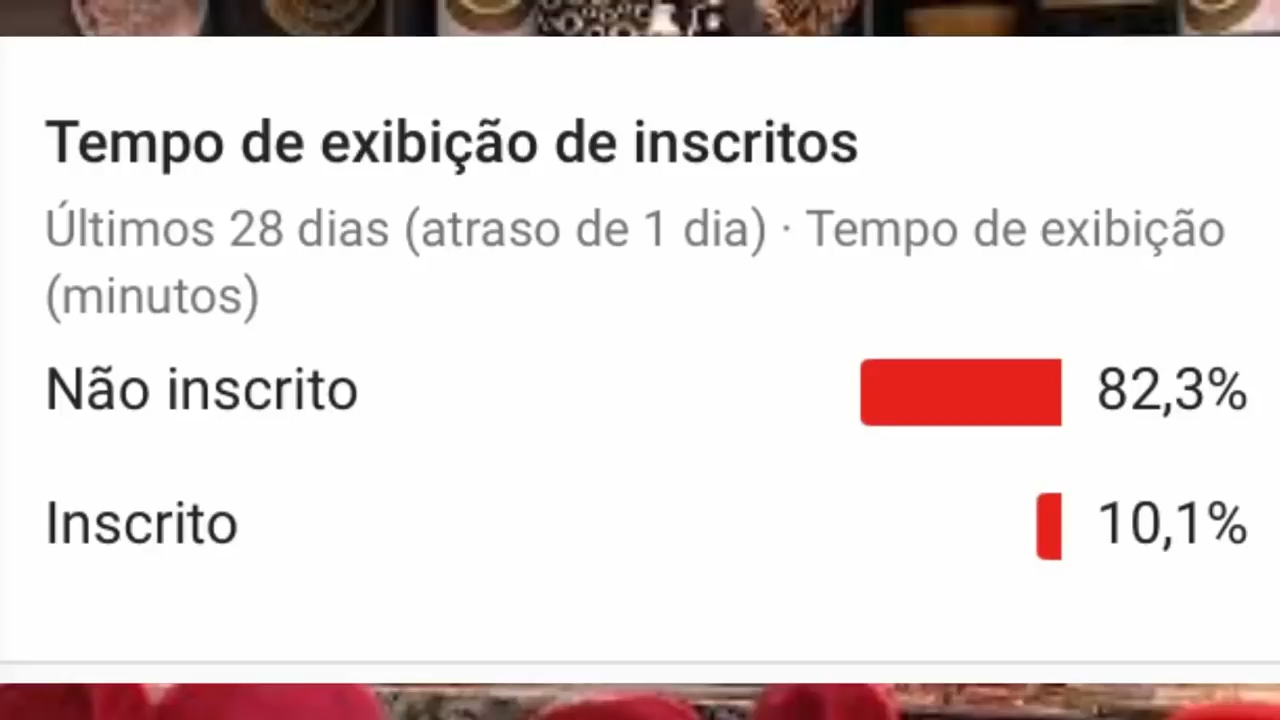 Tempo de exibição de inscritos
Últimos 28 dias (atraso de 1 dia) · Tempo de exibição
(minutos)
Não inscrito 82,3%
Inscrito 10,1%